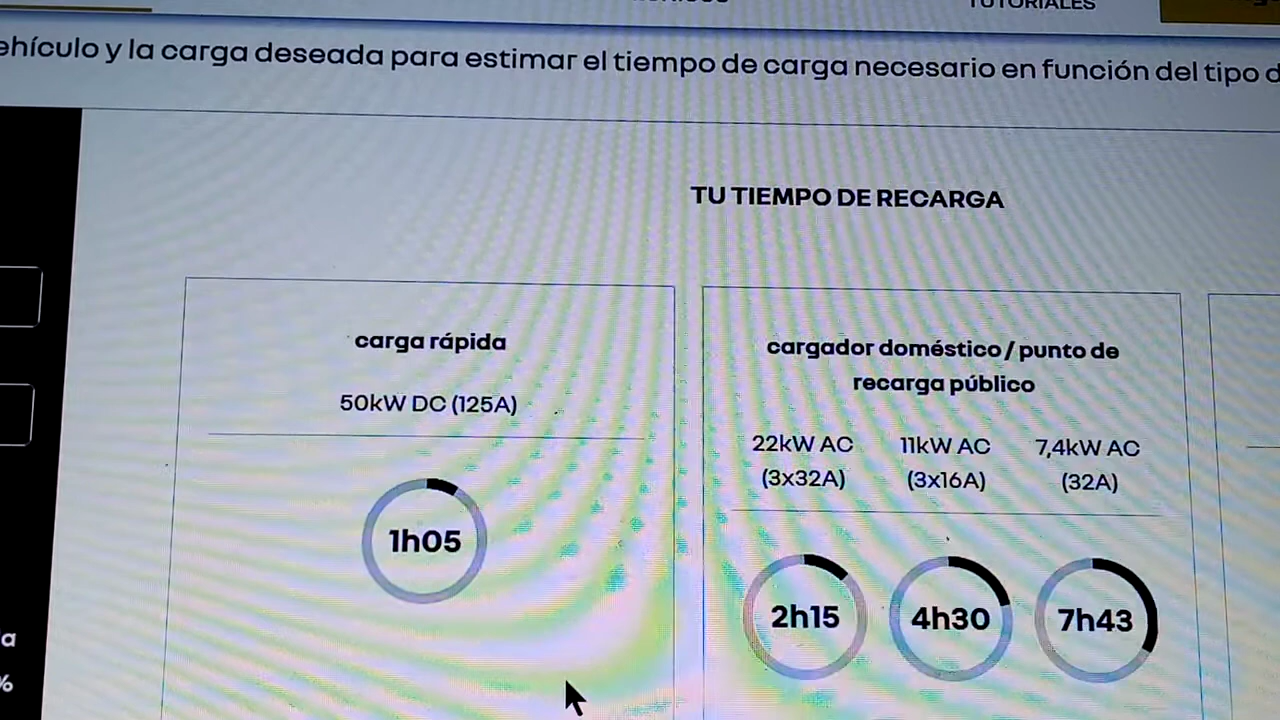 TUTORIALES
ehículo y la carga deseada para estimar el tiempo de carga necesario en función del tipo d
TU TIEMPO DE RECARGA
carga rápida
50kW DC (125A)
1h05
cargador doméstico / punto de
recarga público
22kW AC 11kW AC 7,4kW AC
(3x32A) (3x16A) (32A)
2h15 4h30 7h43
a
%